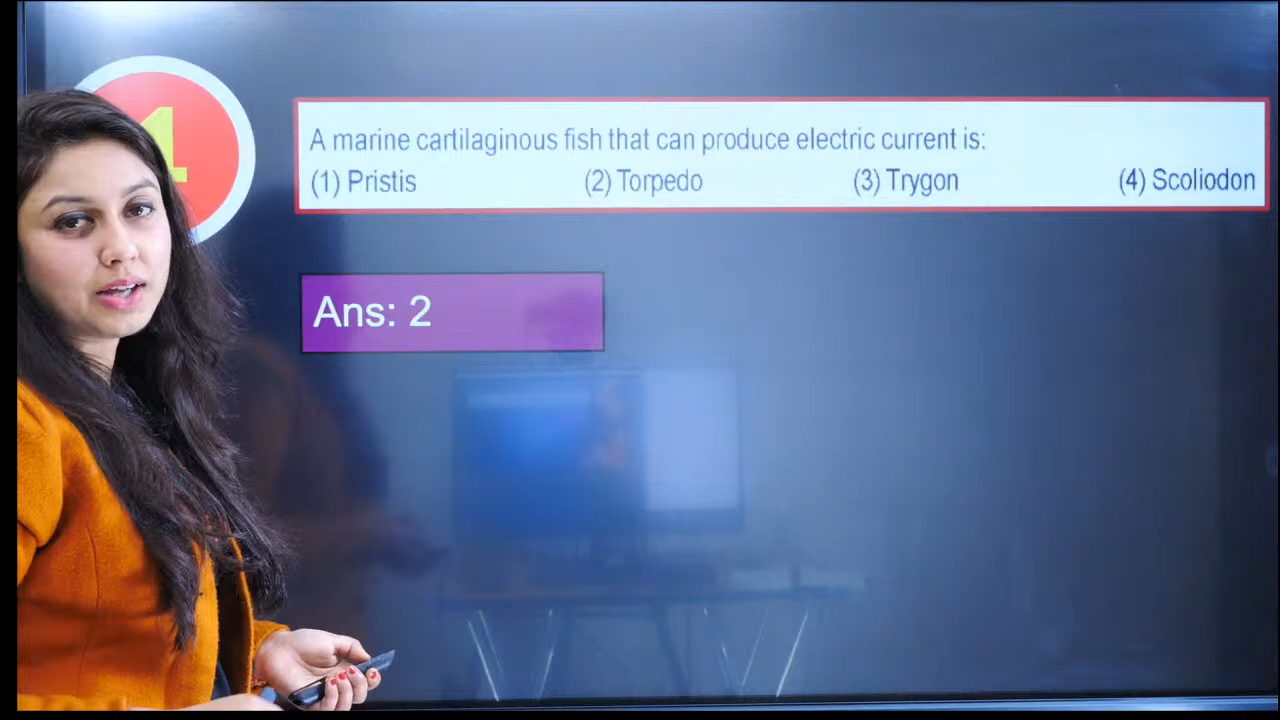 4
A marine cartilaginous fish that can produce electric current is:
(1) Pristis (2) Torpedo (3) Trygon (4) Scoliodon
Ans: 2